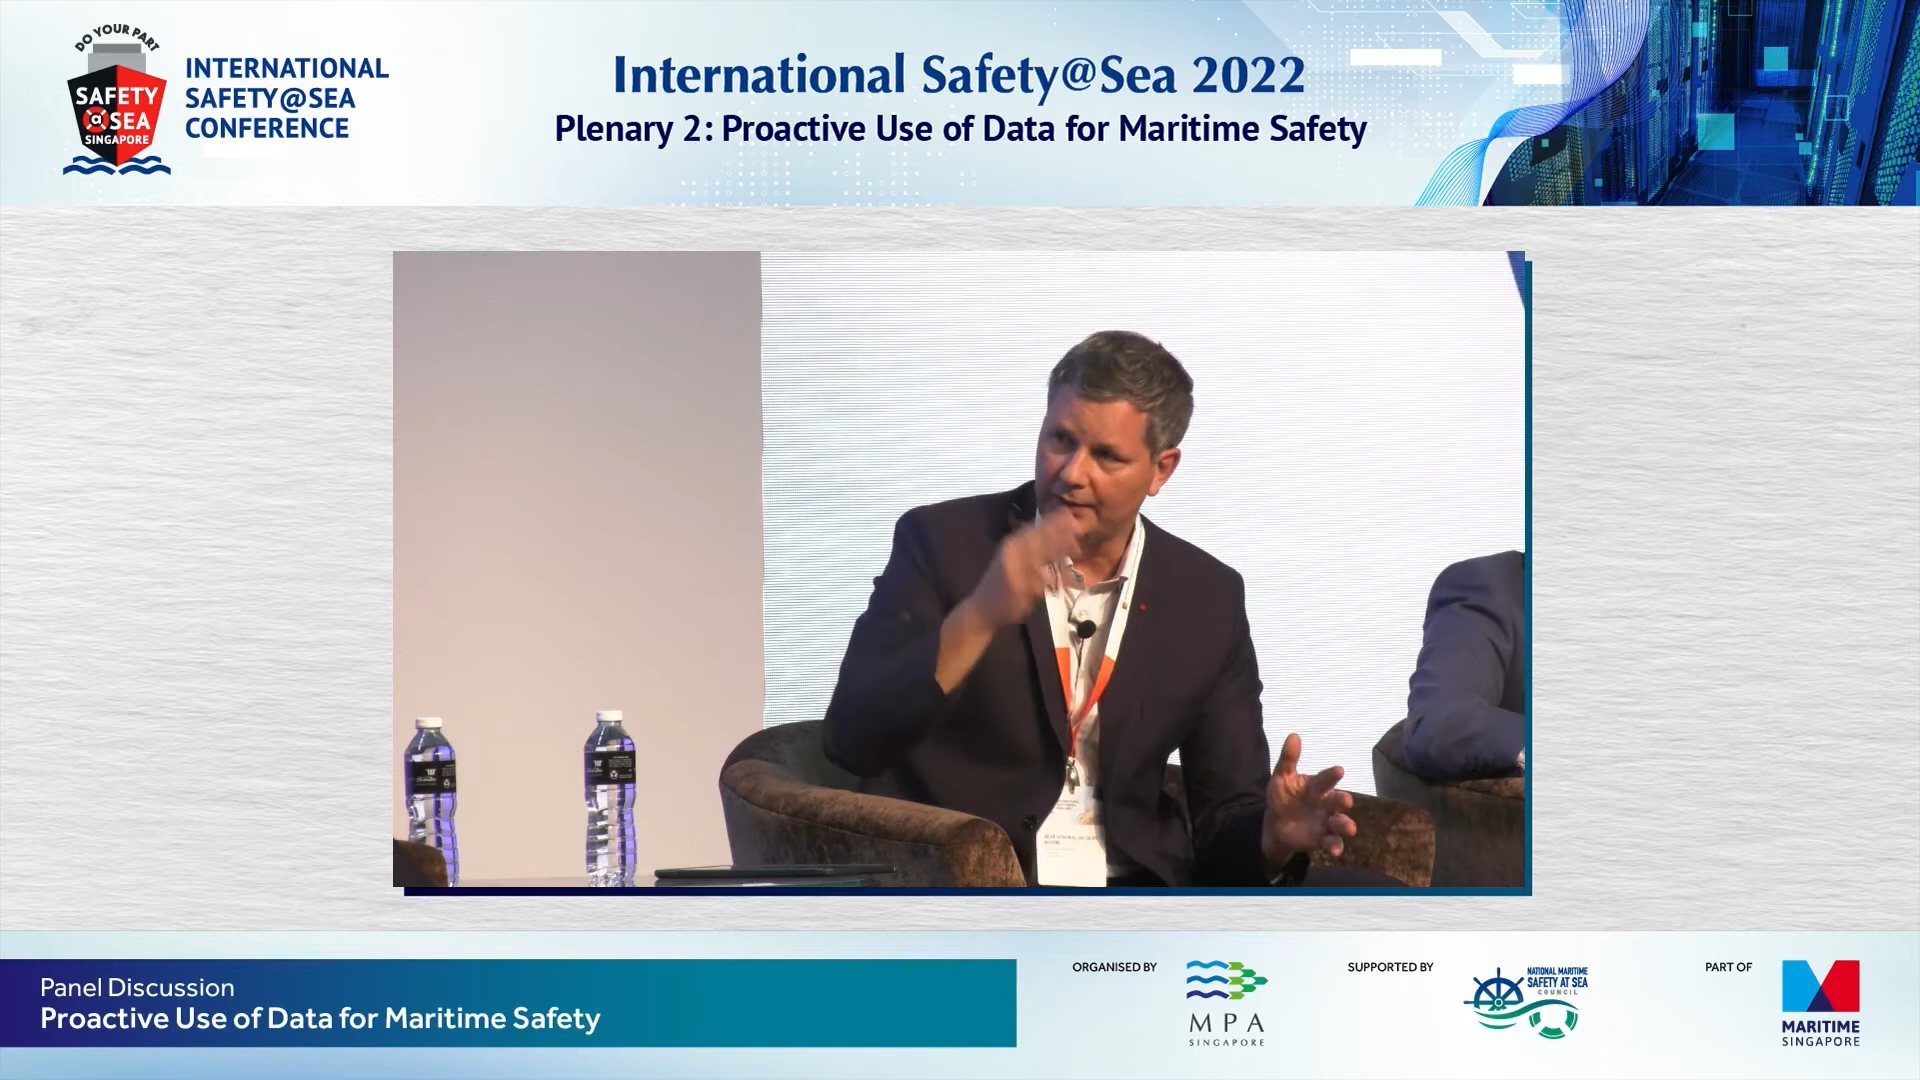 DO YOUR PART
SAFETY
@SEA
SINGAPORE
INTERNATIONAL
SAFETY@SEA
CONFERENCE
International Safety@Sea 2022
Plenary 2: Proactive Use of Data for Maritime Safety
Panel Discussion
Proactive Use of Data for Maritime Safety
ORGANISED BY
MPA
SINGAPORE
SUPPORTED BY
NATIONAL MARITIME
SAFETY AT SEA
COUNCIL
PART OF
MARITIME
SINGAPORE